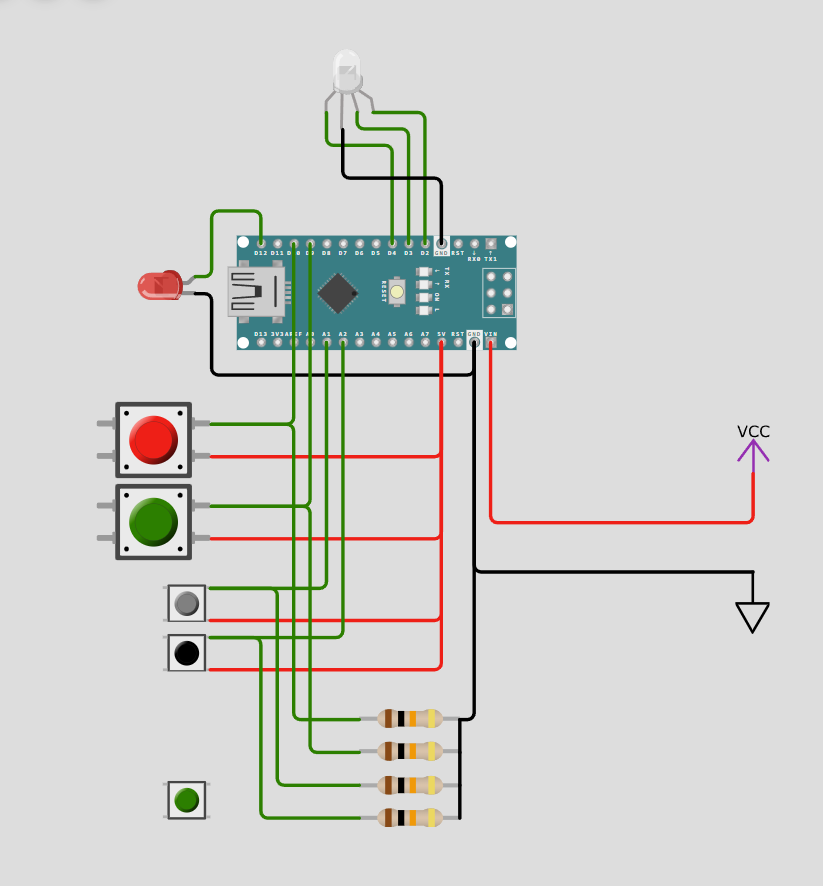 D12 D11 D9 D8 D7 D6 D5 D4 D3 D2 GND RST RX0 TX1
RESET
TX RX
ON L
D13 3V3 AREF A0 A1 A2 A3 A4 A5 A6 A7 5V RST GND VIN
VCC